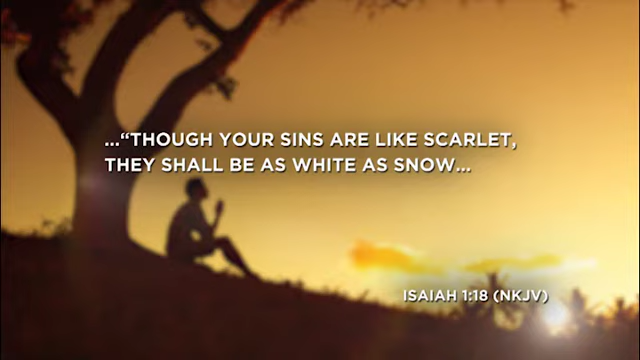 ...“THOUGH YOUR SINS ARE LIKE SCARLET,
THEY SHALL BE AS WHITE AS SNOW...
ISAIAH 1:18 (NKJV)